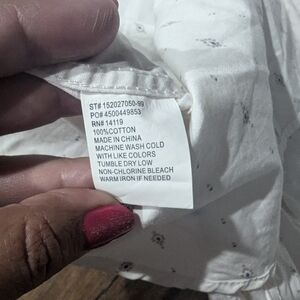 ST# 152027050-99
PO# 4500449853
RN# 14119
100%COTTON
MADE IN CHINA
MACHINE WASH COLD
WITH LIKE COLORS
TUMBLE DRY LOW
NON-CHLORINE BLEACH
WARM IRON IF NEEDED